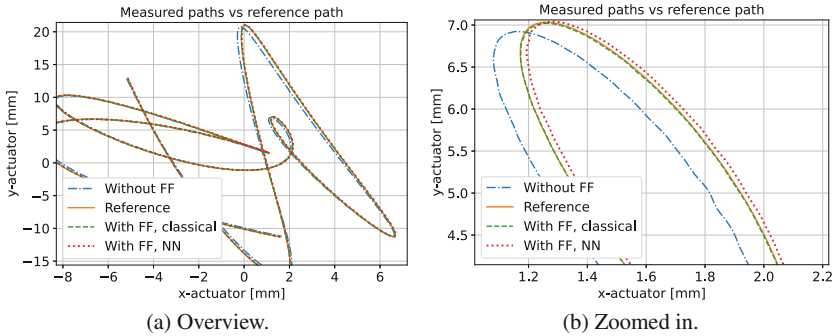 Measured paths vs reference path
y-actuator [mm]
20
15
10
5
0
−5
−10
−15
−8
−6
−4
−2
0
2
4
6
x-actuator [mm]
Without FF
Reference
With FF, classical
With FF, NN
(a) Overview.
Measured paths vs reference path
y-actuator [mm]
7.0
6.5
6.0
5.5
5.0
4.5
1.2
1.4
1.6
1.8
2.0
2.2
x-actuator [mm]
Without FF
Reference
With FF, classical
With FF, NN
(b) Zoomed in.